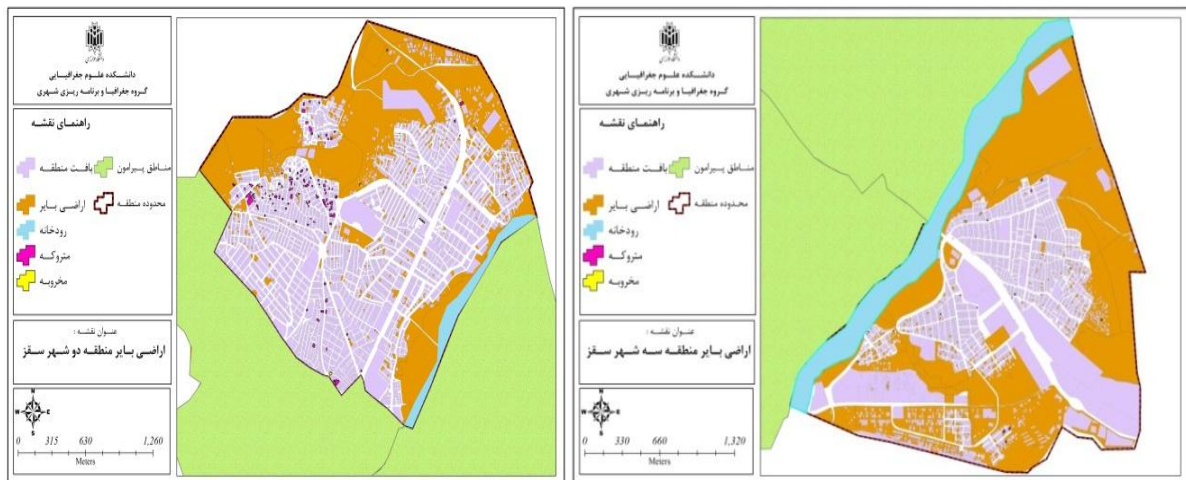 دانشکده علوم جغرافیایی
گروه جغرافیا و برنامه ریزی شهری
راهنمای نقشه
بافت منطقه
مناطق پیرامون
اراضی بایر
محدوده منطقه
رودخانه
متروکه
مخروبه
عنوان نقشه :
اراضی بایر منطقه دو شهر سقز
N
W
E
S
0 315 630 1,260
Meters
دانشکده علوم جغرافیایی
گروه جغرافیا و برنامه ریزی شهری
راهنمای نقشه
بافت منطقه
مناطق پیرامون
اراضی بایر
محدوده منطقه
رودخانه
متروکه
مخروبه
عنوان نقشه :
اراضی بایر منطقه سه شهر سقز
N
W
E
S
0 330 660 1,320
Meters